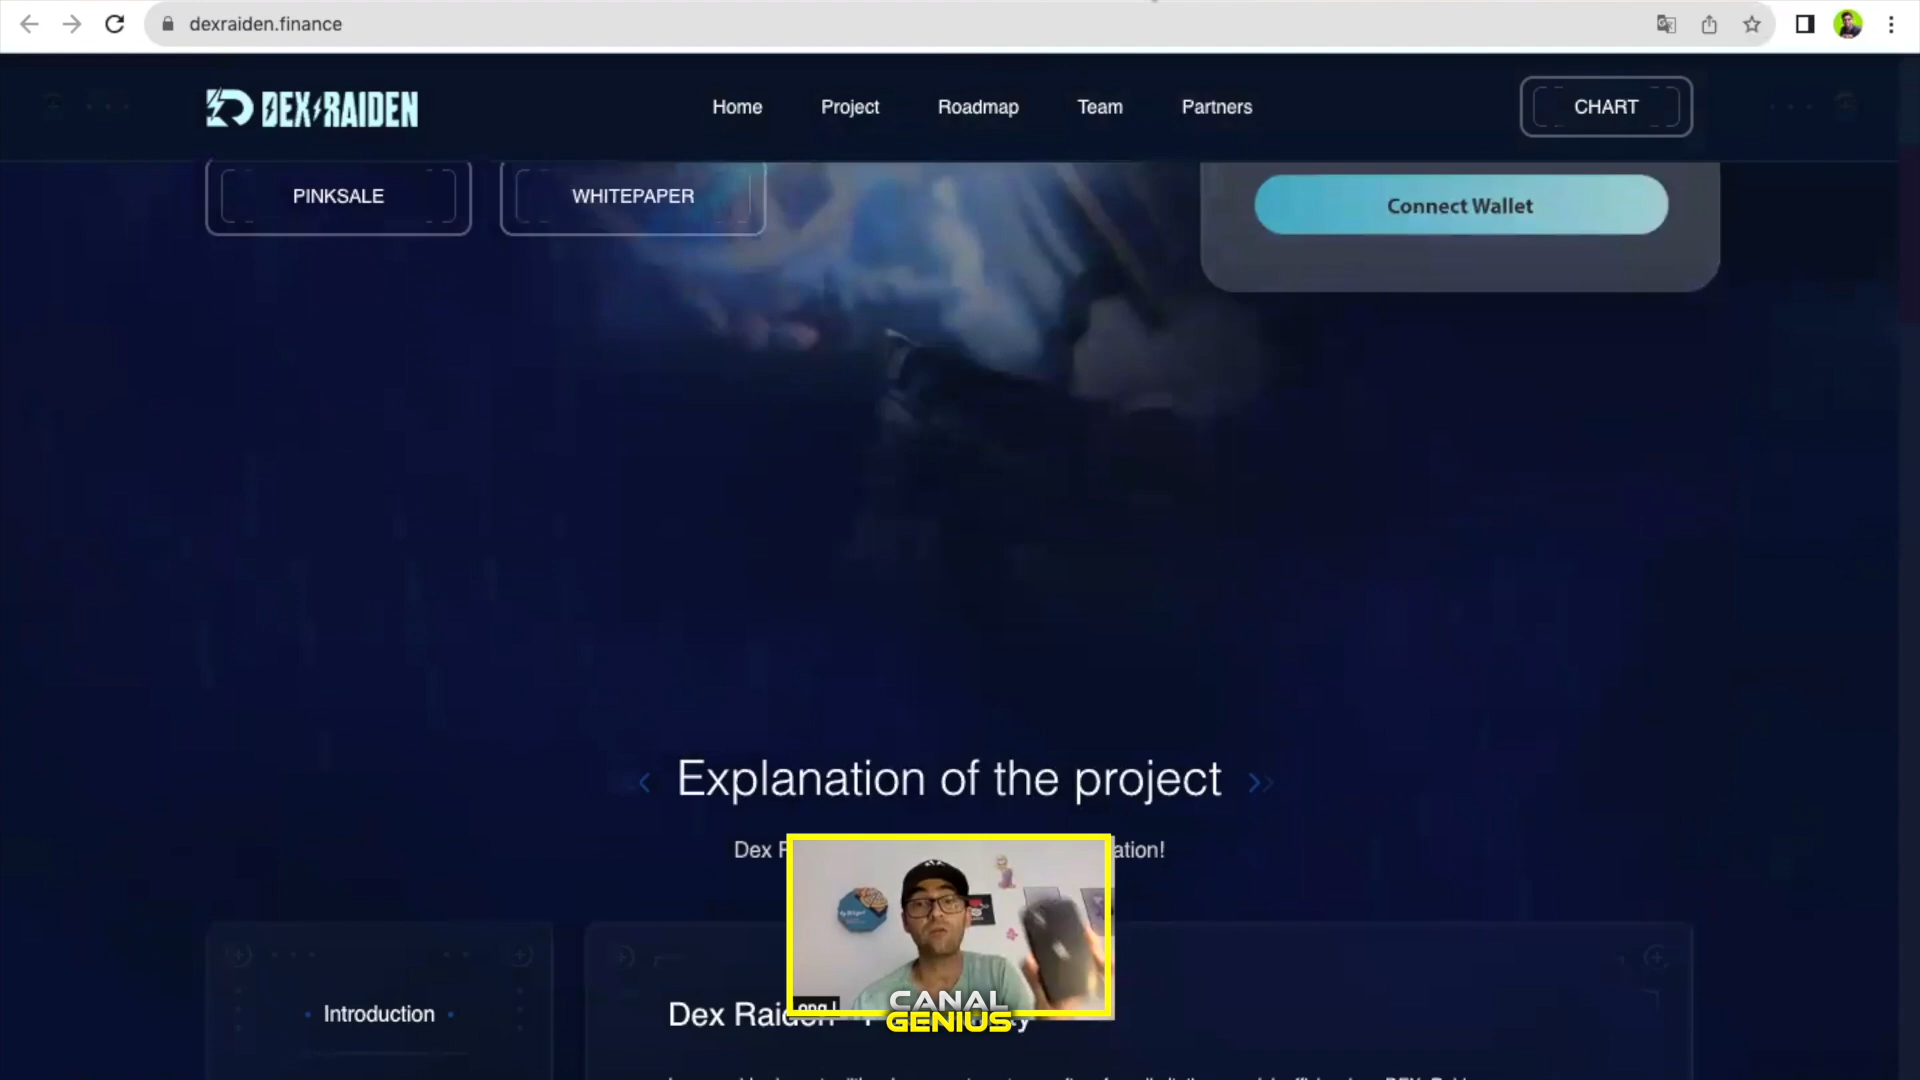 dexraiden.finance
DEX RAIDEN
Home
Project
Roadmap
Team
Partners
CHART
PINKSALE
WHITEPAPER
Connect Wallet
Explanation of the project
Dex
ation!
Introduction
Dex Raiden
CANAL
GENIUS